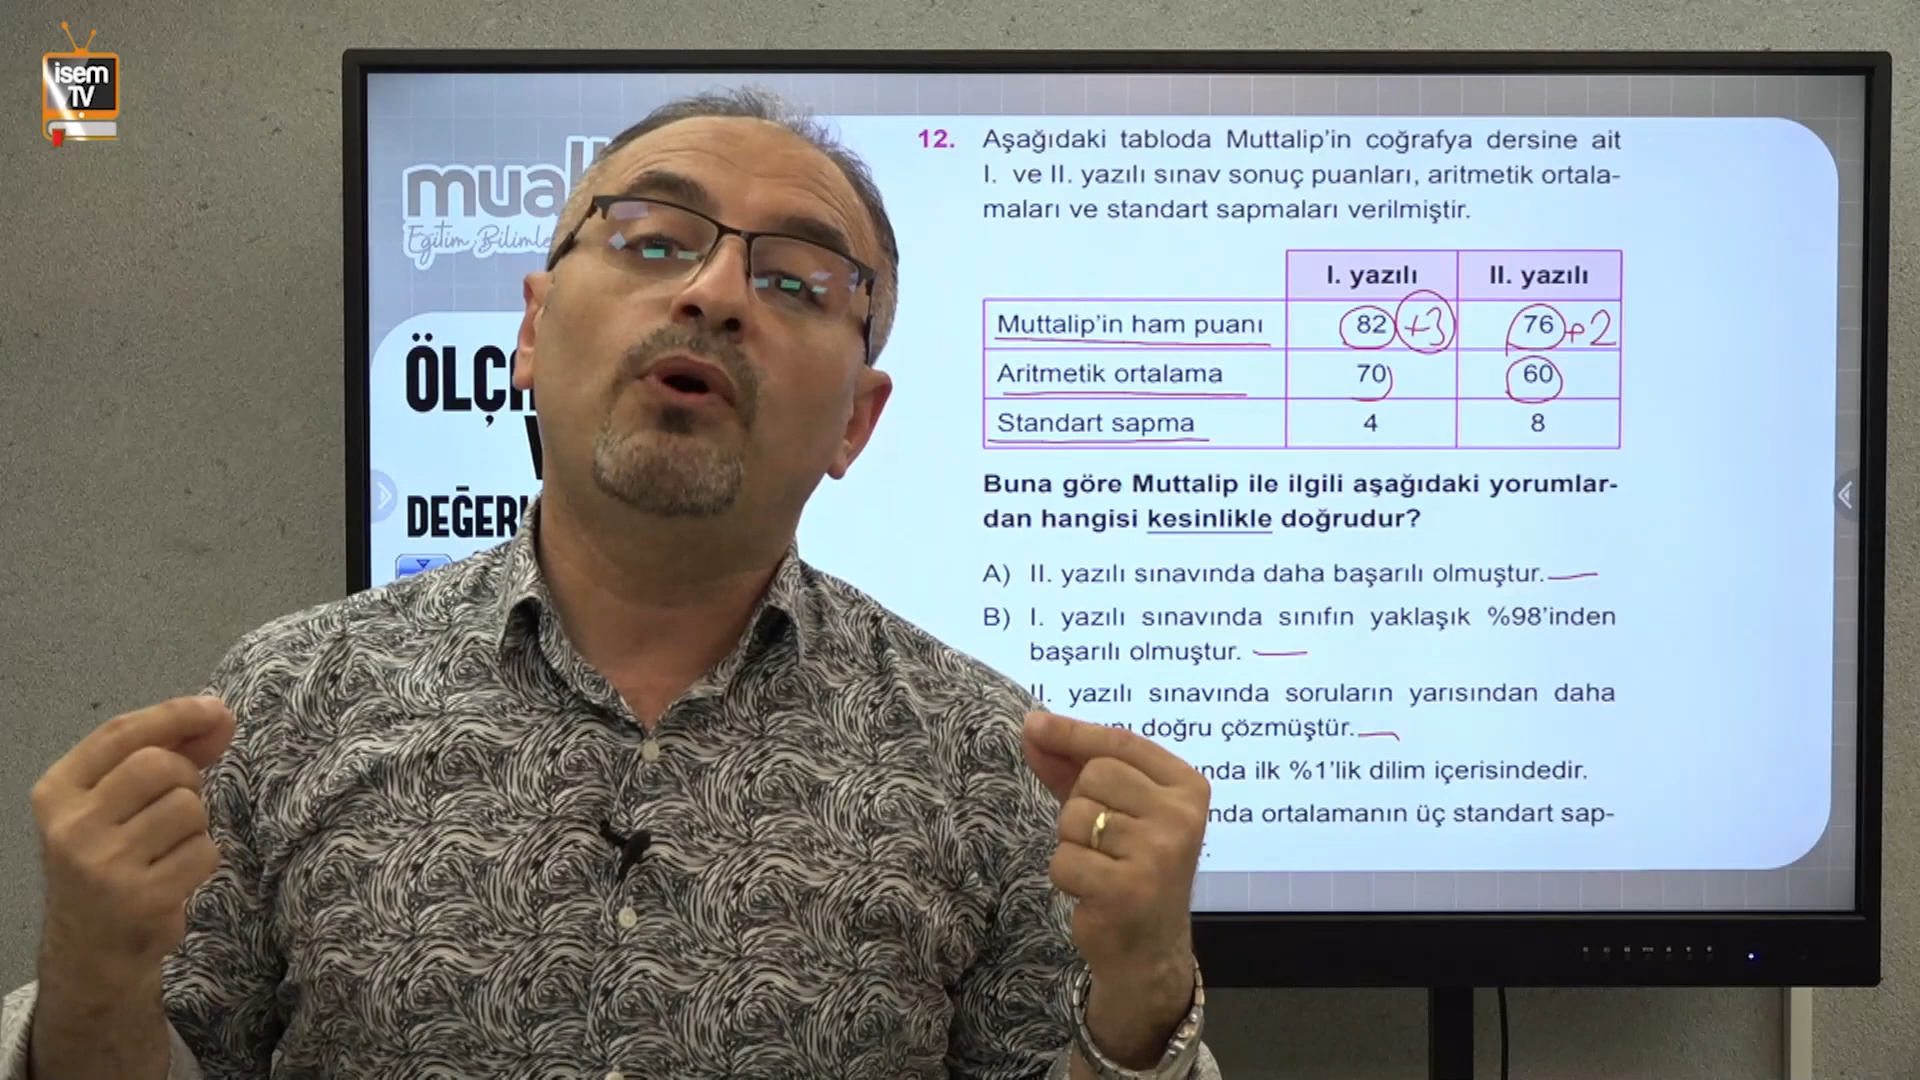 isem
TV
mual
Eğitim Bilimle
ÖLÇ
DEĞER
12. Aşağıdaki tabloda Muttalip'in coğrafya dersine ait
I. ve II. yazılı sınav sonuç puanları, aritmetik ortala-
maları ve standart sapmaları verilmiştir.
I. yazılı II. yazılı
Muttalip'in ham puanı 82 +3 76 +2
Aritmetik ortalama 70 60
Standart sapma 4 8
Buna göre Muttalip ile ilgili aşağıdaki yorumlar-
dan hangisi kesinlikle doğrudur?
A) II. yazılı sınavında daha başarılı olmuştur.
B) I. yazılı sınavında sınıfın yaklaşık %98'inden
başarılı olmuştur.
II. yazılı sınavında soruların yarısından daha
doğru çözmüştür.
nda ilk %1'lik dilim içerisindedir.
nda ortalamanın üç standart sap-